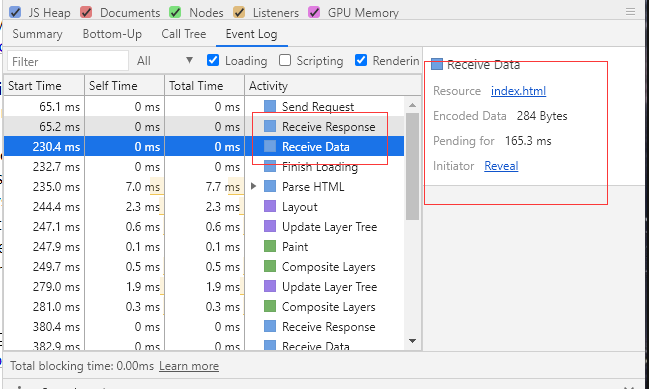 JS Heap Documents Nodes Listeners GPU Memory
Summary Bottom-Up Call Tree Event Log
Filter All Loading Scripting Renderin
Start Time Self Time Total Time Activity
65.1 ms 0 ms 0 ms Send Request
65.2 ms 0 ms 0 ms Receive Response
230.4 ms 0 ms 0 ms Receive Data
232.7 ms 0 ms 0 ms Finish Loading
235.0 ms 7.0 ms 7.7 ms Parse HTML
244.4 ms 2.3 ms 2.3 ms Layout
247.1 ms 0.6 ms 0.6 ms Update Layer Tree
247.9 ms 0.1 ms 0.1 ms Paint
249.7 ms 0.5 ms 0.5 ms Composite Layers
279.0 ms 1.9 ms 1.9 ms Update Layer Tree
281.0 ms 0.3 ms 0.3 ms Composite Layers
380.4 ms 0 ms 0 ms Receive Response
382.9 ms 0 ms 0 ms Receive Data
Receive Data
Resource index.html
Encoded Data 284 Bytes
Pending for 165.3 ms
Initiator Reveal
Total blocking time: 0.00ms Learn more